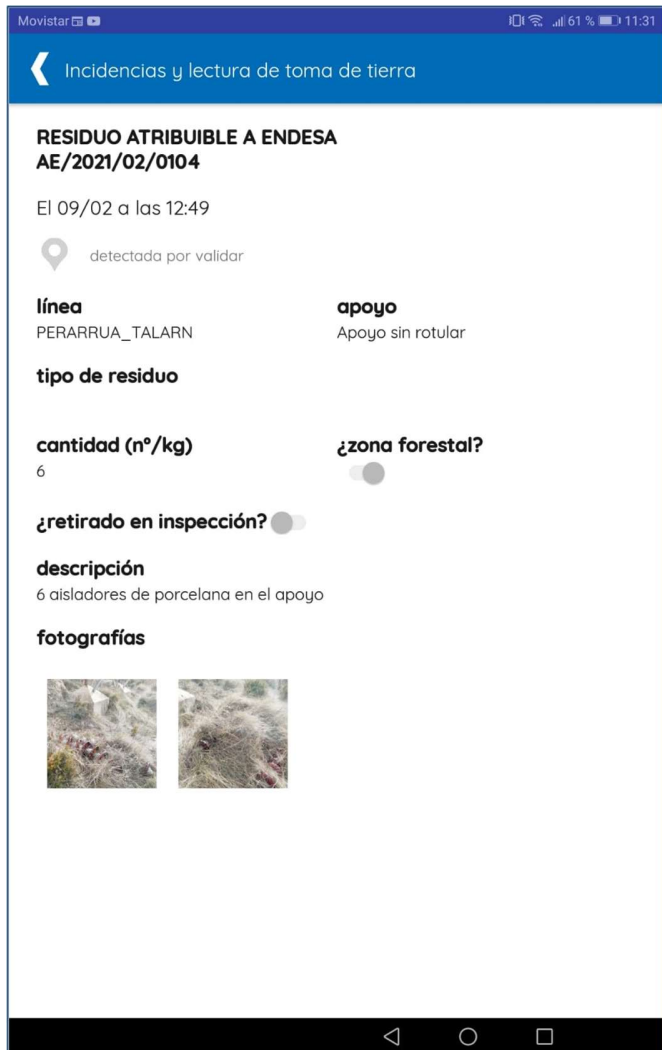 Movistar 61 % 11:31
Incidencias y lectura de toma de tierra
RESIDUO ATRIBUIBLE A ENDESA
AE/2021/02/0104
El 09/02 a las 12:49
detectada por validar
línea apoyo
PERARRUA_TALARN Apoyo sin rotular
tipo de residuo
cantidad (nº/kg) ¿zona forestal?
6
¿retirado en inspección?
descripción
6 aisladores de porcelana en el apoyo
fotografías